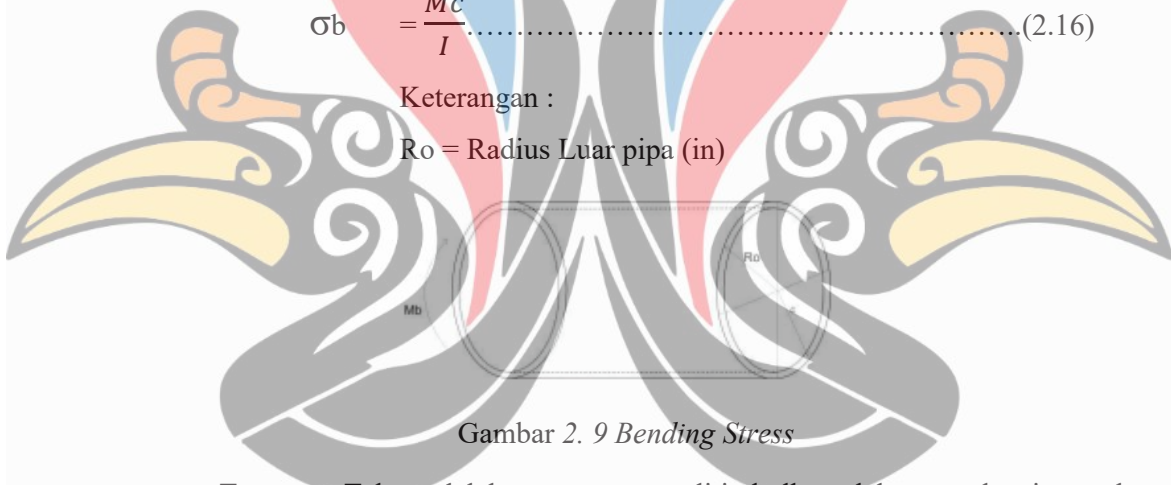 σb = Mc
I……………………………………………………….(2.16)
Keterangan :
Ro = Radius Luar pipa (in)
Ro
Mb
Gambar 2. 9 Bending Stress